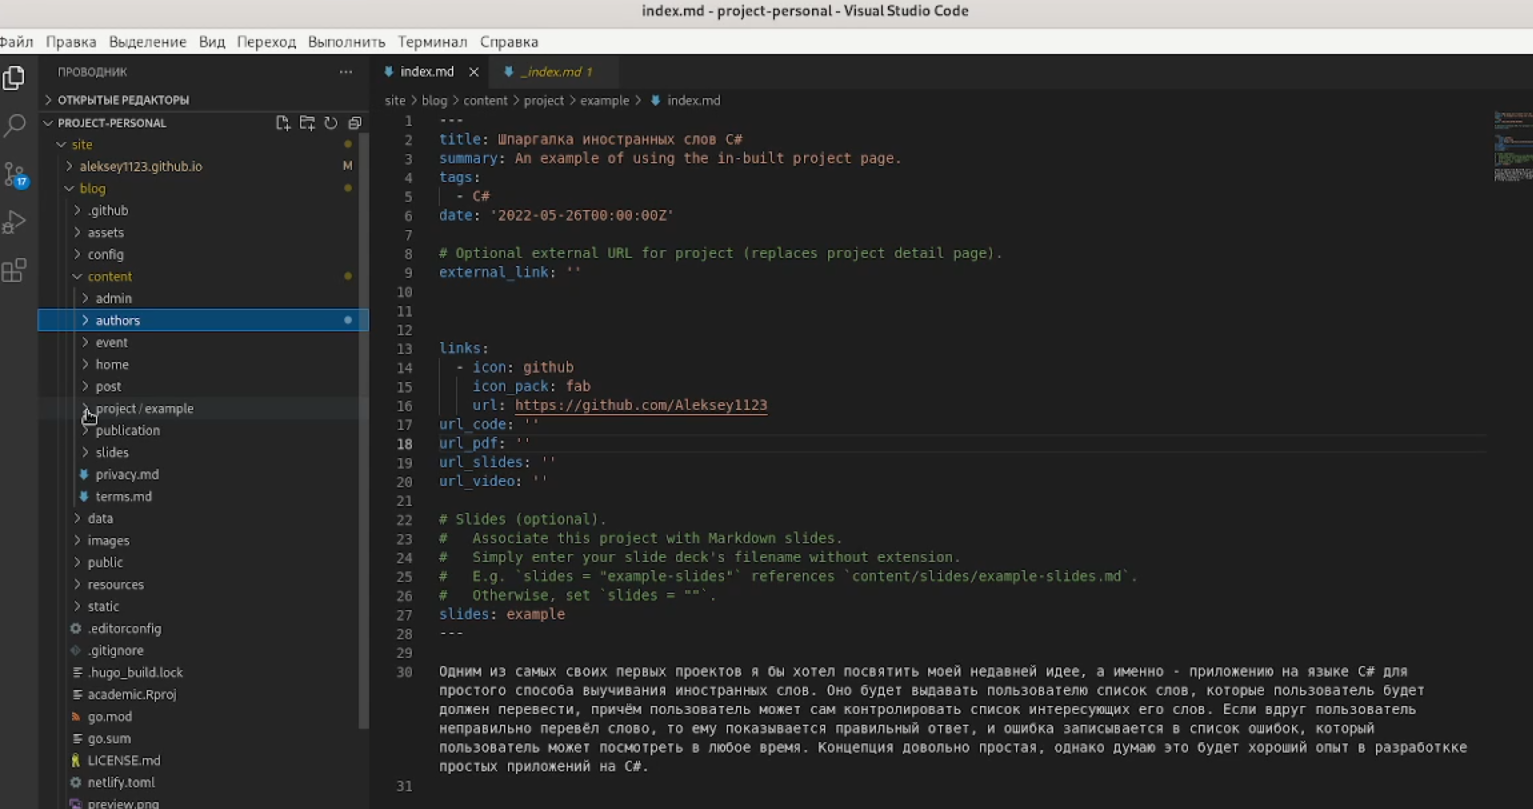 index.md - project-personal - Visual Studio Code
Файл Правка Выделение Вид Переход Выполнить Терминал Справка
ПРОВОДНИК ···
ОТКРЫТЫЕ РЕДАКТОРЫ
PROJECT-PERSONAL
site
aleksey1123.github.io M
blog
17
.github
assets
config
content
admin
authors
event
home
post
project / example
publication
slides
privacy.md
terms.md
data
images
public
resources
static
.editorconfig
.gitignore
.hugo_build.lock
academic.Rproj
go.mod
go.sum
LICENSE.md
netlify.toml
preview.png
index.md _index.md 1
site > blog > content > project > example > index.md
1 ---
2 title: Шпаргалка иностранных слов C#
3 summary: An example of using the in-built project page.
4 tags:
5 - C#
6 date: '2022-05-26T00:00:00Z'
7
8 # Optional external URL for project (replaces project detail page).
9 external_link: ''
10
11
12
13 links:
14 - icon: github
15 icon_pack: fab
16 url: https://github.com/Aleksey1123
17 url_code: ''
18 url_pdf: ''
19 url_slides: ''
20 url_video: ''
21
22 # Slides (optional).
23 # Associate this project with Markdown slides.
24 # Simply enter your slide deck's filename without extension.
25 # E.g. `slides = "example-slides"` references `content/slides/example-slides.md`.
26 # Otherwise, set `slides = ""`.
27 slides: example
28 ---
29
30 Одним из самых своих первых проектов я бы хотел посвятить моей недавней идее, а именно - приложению на языке C# для
простого способа выучивания иностранных слов. Оно будет выдавать пользователю список слов, которые пользователь будет
должен перевести, причём пользователь может сам контролировать список интересующих его слов. Если вдруг пользователь
неправильно перевёл слово, то ему показывается правильный ответ, и ошибка записывается в список ошибок, который
пользователь может посмотреть в любое время. Концепция довольно простая, однако думаю это будет хороший опыт в разработкке
простых приложений на C#.
31